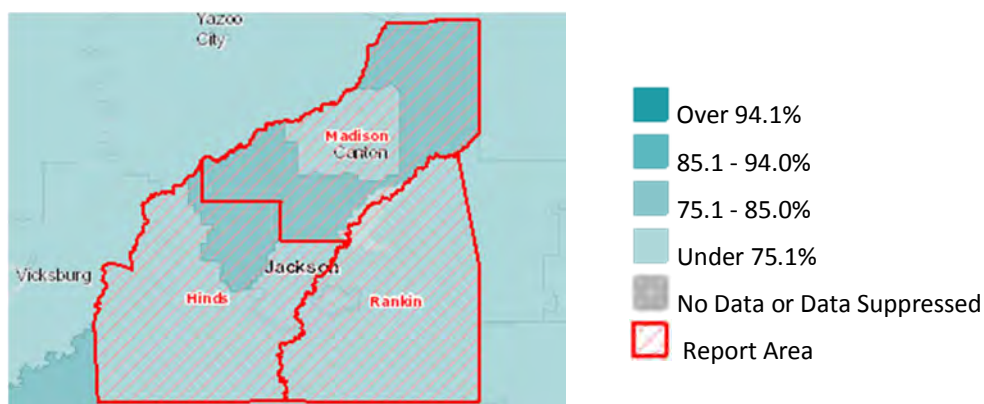 Yazoo
City
Madison
Canton
Vicksburg
Jackson
Hinds
Rankin
Over 94.1%
85.1 - 94.0%
75.1 - 85.0%
Under 75.1%
No Data or Data Suppressed
Report Area